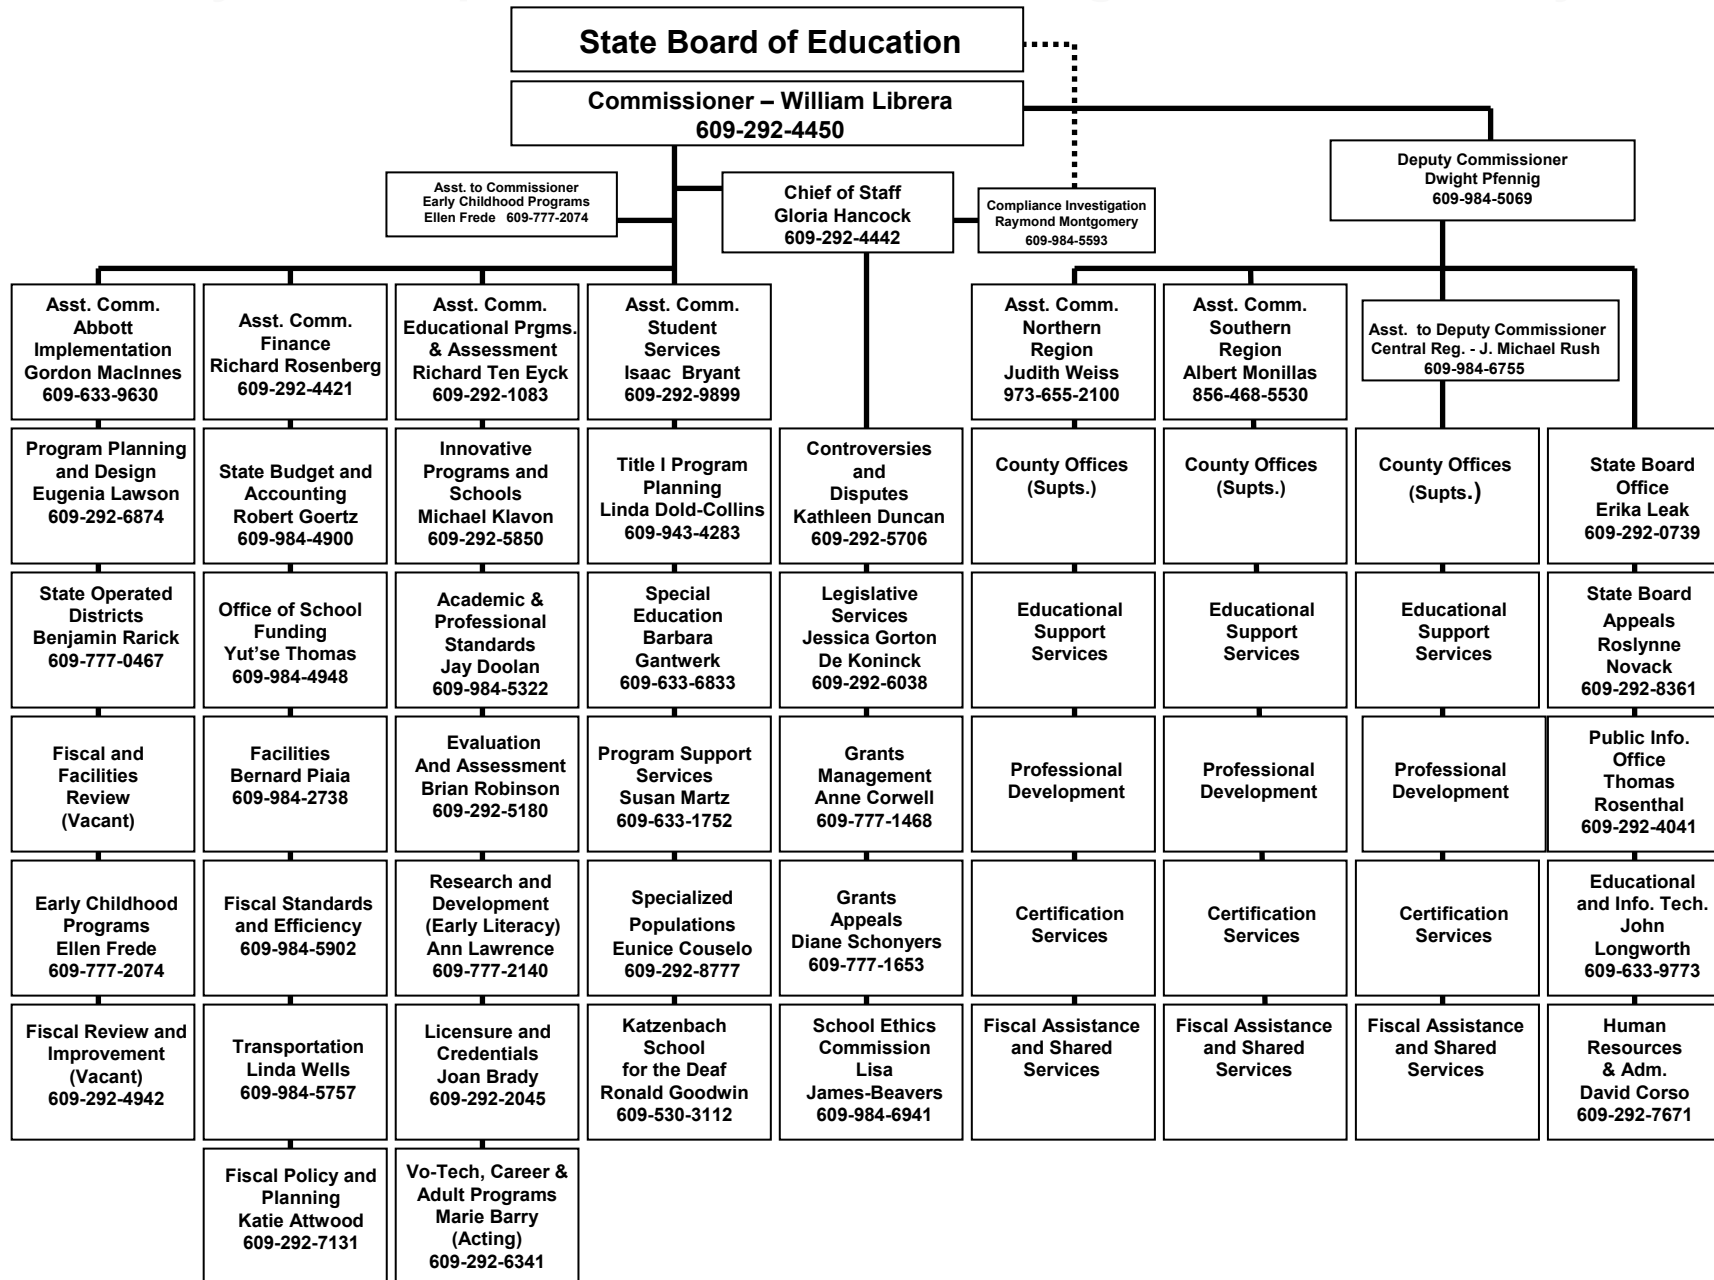 State Board of Education
Commissioner – William Librera
609-292-4450
Deputy Commissioner
Dwight Pfennig
609-984-5069
Asst. to Commissioner
Early Childhood Programs
Ellen Frede 609-777-2074
Chief of Staff
Gloria Hancock
609-292-4442
Compliance Investigation
Raymond Montgomery
609-984-5593
Asst. Comm.
Abbott
Implementation
Gordon MacInnes
609-633-9630
Asst. Comm.
Finance
Richard Rosenberg
609-292-4421
Asst. Comm.
Educational Prgms.
& Assessment
Richard Ten Eyck
609-292-1083
Asst. Comm.
Student
Services
Isaac Bryant
609-292-9899
Asst. Comm.
Northern
Region
Judith Weiss
973-655-2100
Asst. Comm.
Southern
Region
Albert Monillas
856-468-5530
Asst. to Deputy Commissioner
Central Reg. - J. Michael Rush
609-984-6755
Program Planning
and Design
Eugenia Lawson
609-292-6874
State Budget and
Accounting
Robert Goertz
609-984-4900
Innovative
Programs and
Schools
Michael Klavon
609-292-5850
Title I Program
Planning
Linda Dold-Collins
609-943-4283
Controversies
and
Disputes
Kathleen Duncan
609-292-5706
County Offices
(Supts.)
County Offices
(Supts.)
County Offices
(Supts.)
State Board
Office
Erika Leak
609-292-0739
State Operated
Districts
Benjamin Rarick
609-777-0467
Office of School
Funding
Yut’se Thomas
609-984-4948
Academic &
Professional
Standards
Jay Doolan
609-984-5322
Special
Education
Barbara
Gantwerk
609-633-6833
Legislative
Services
Jessica Gorton
De Koninck
609-292-6038
Educational
Support
Services
Educational
Support
Services
Educational
Support
Services
State Board
Appeals
Roslynne
Novack
609-292-8361
Fiscal and
Facilities
Review
(Vacant)
Facilities
Bernard Piaia
609-984-2738
Evaluation
And Assessment
Brian Robinson
609-292-5180
Program Support
Services
Susan Martz
609-633-1752
Grants
Management
Anne Corwell
609-777-1468
Professional
Development
Professional
Development
Professional
Development
Public Info.
Office
Thomas
Rosenthal
609-292-4041
Early Childhood
Programs
Ellen Frede
609-777-2074
Fiscal Standards
and Efficiency
609-984-5902
Research and
Development
(Early Literacy)
Ann Lawrence
609-777-2140
Specialized
Populations
Eunice Couselo
609-292-8777
Grants
Appeals
Diane Schonyers
609-777-1653
Certification
Services
Certification
Services
Certification
Services
Educational
and Info. Tech.
John
Longworth
609-633-9773
Fiscal Review and
Improvement
(Vacant)
609-292-4942
Transportation
Linda Wells
609-984-5757
Licensure and
Credentials
Joan Brady
609-292-2045
Katzenbach
School
for the Deaf
Ronald Goodwin
609-530-3112
School Ethics
Commission
Lisa
James-Beavers
609-984-6941
Fiscal Assistance
and Shared
Services
Fiscal Assistance
and Shared
Services
Fiscal Assistance
and Shared
Services
Human
Resources
& Adm.
David Corso
609-292-7671
Fiscal Policy and
Planning
Katie Attwood
609-292-7131
Vo-Tech, Career &
Adult Programs
Marie Barry
(Acting)
609-292-6341